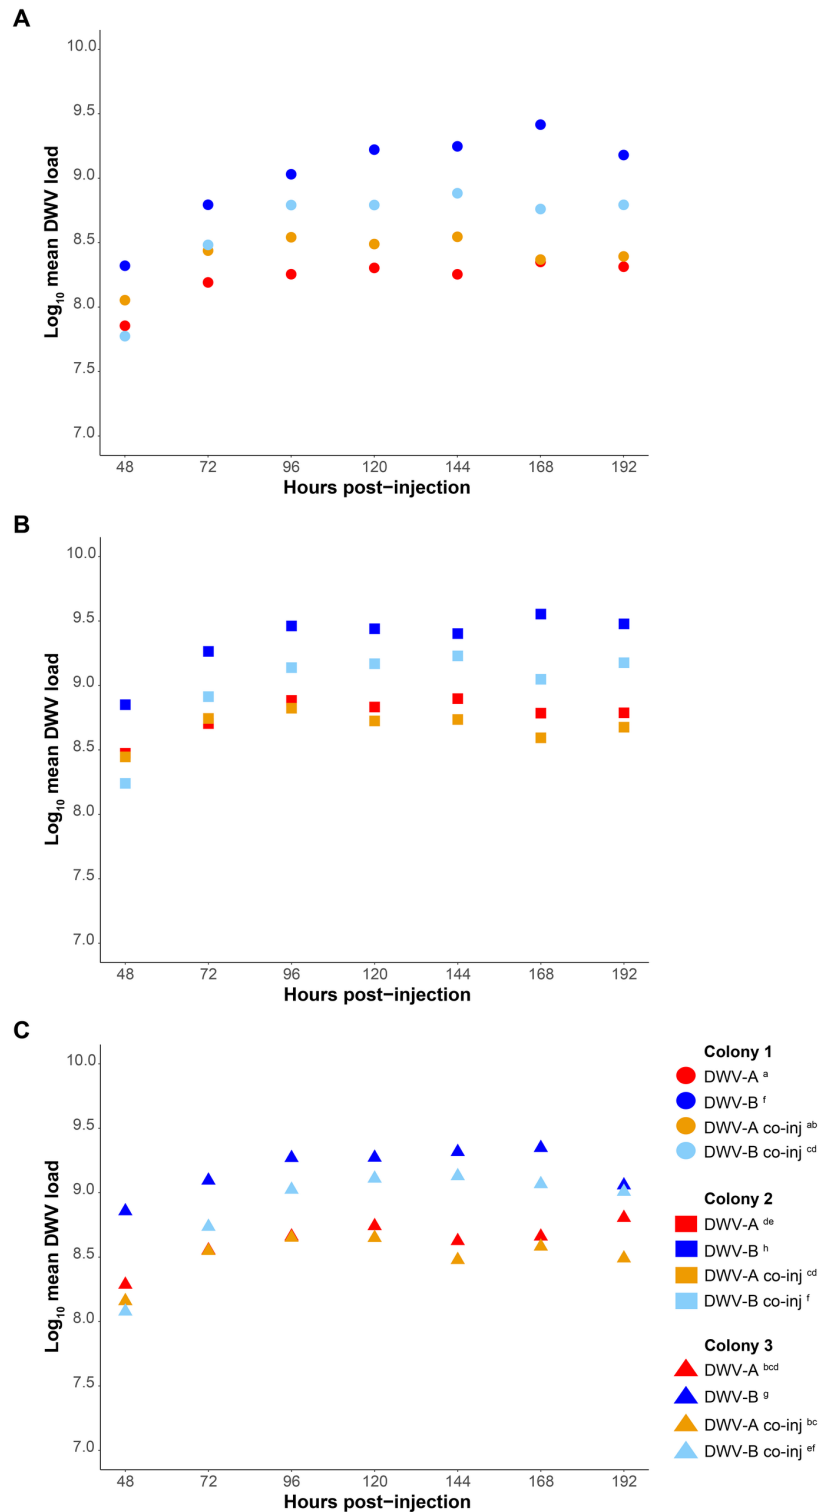 A
10.0
9.5
9.0
8.5
8.0
7.5
7.0
Log10 mean DWV load
48 72 96 120 144 168 192
Hours post−injection
B
10.0
9.5
9.0
8.5
8.0
7.5
7.0
Log10 mean DWV load
48 72 96 120 144 168 192
Hours post−injection
C
10.0
9.5
9.0
8.5
8.0
7.5
7.0
Log10 mean DWV load
48 72 96 120 144 168 192
Hours post−injection
Colony 1
DWV-A a
DWV-B f
DWV-A co-inj ab
DWV-B co-inj cd
Colony 2
DWV-A de
DWV-B h
DWV-A co-inj cd
DWV-B co-inj f
Colony 3
DWV-A bcd
DWV-B g
DWV-A co-inj bc
DWV-B co-inj ef